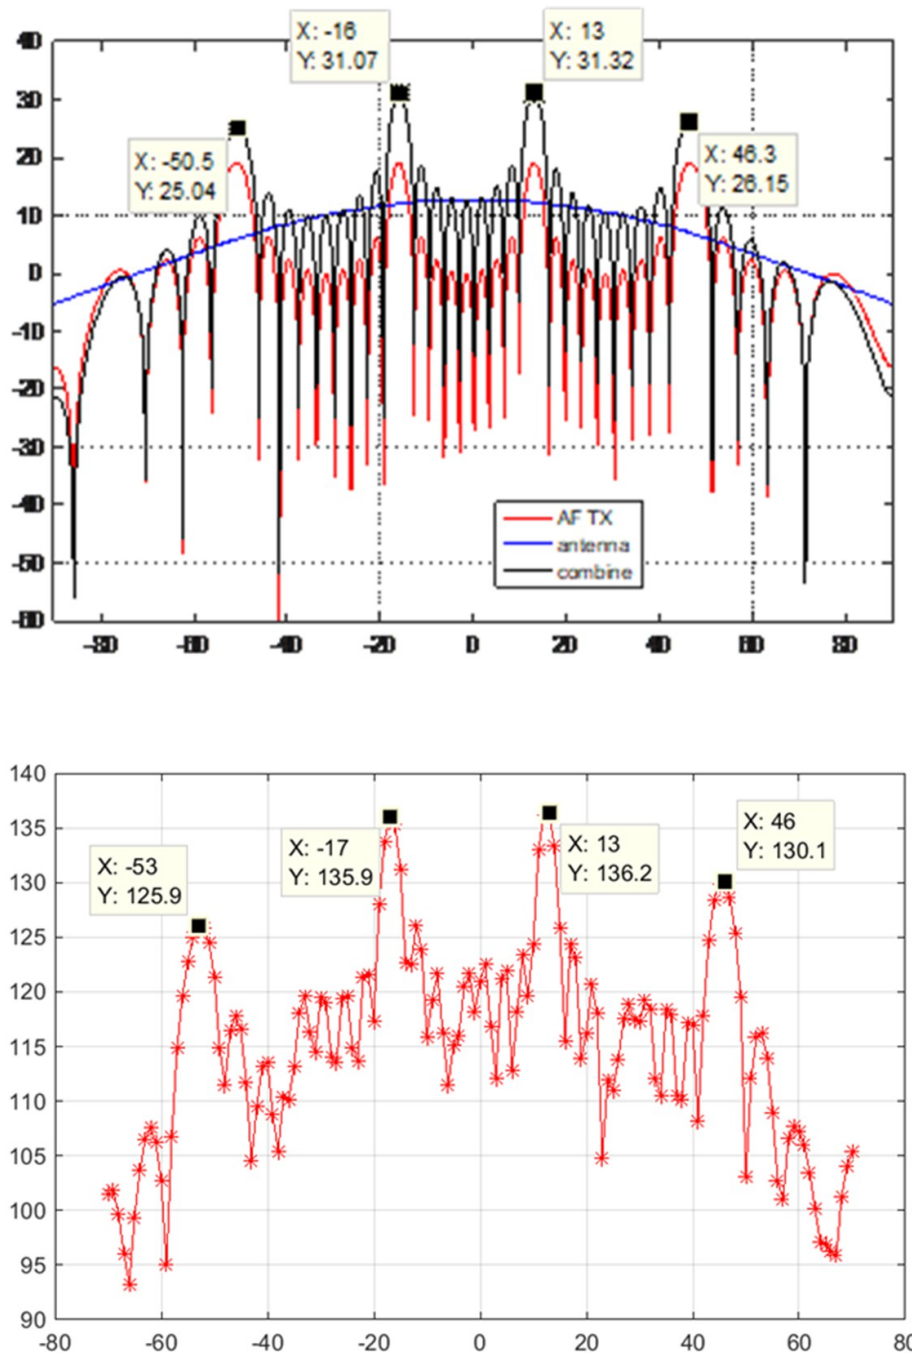 40
30
20
10
0
-10
-20
-30
-40
-50
-60
X: -16
Y: 31.07
X: 13
Y: 31.32
X: -50.5
Y: 25.04
X: 46.3
Y: 26.15
AF TX
antenna
combine
-80 -60 -40 -20 0 20 40 60 80
140
135
130
125
120
115
110
105
100
95
90
X: -53
Y: 125.9
X: -17
Y: 135.9
X: 13
Y: 136.2
X: 46
Y: 130.1
-80 -60 -40 -20 0 20 40 60 80